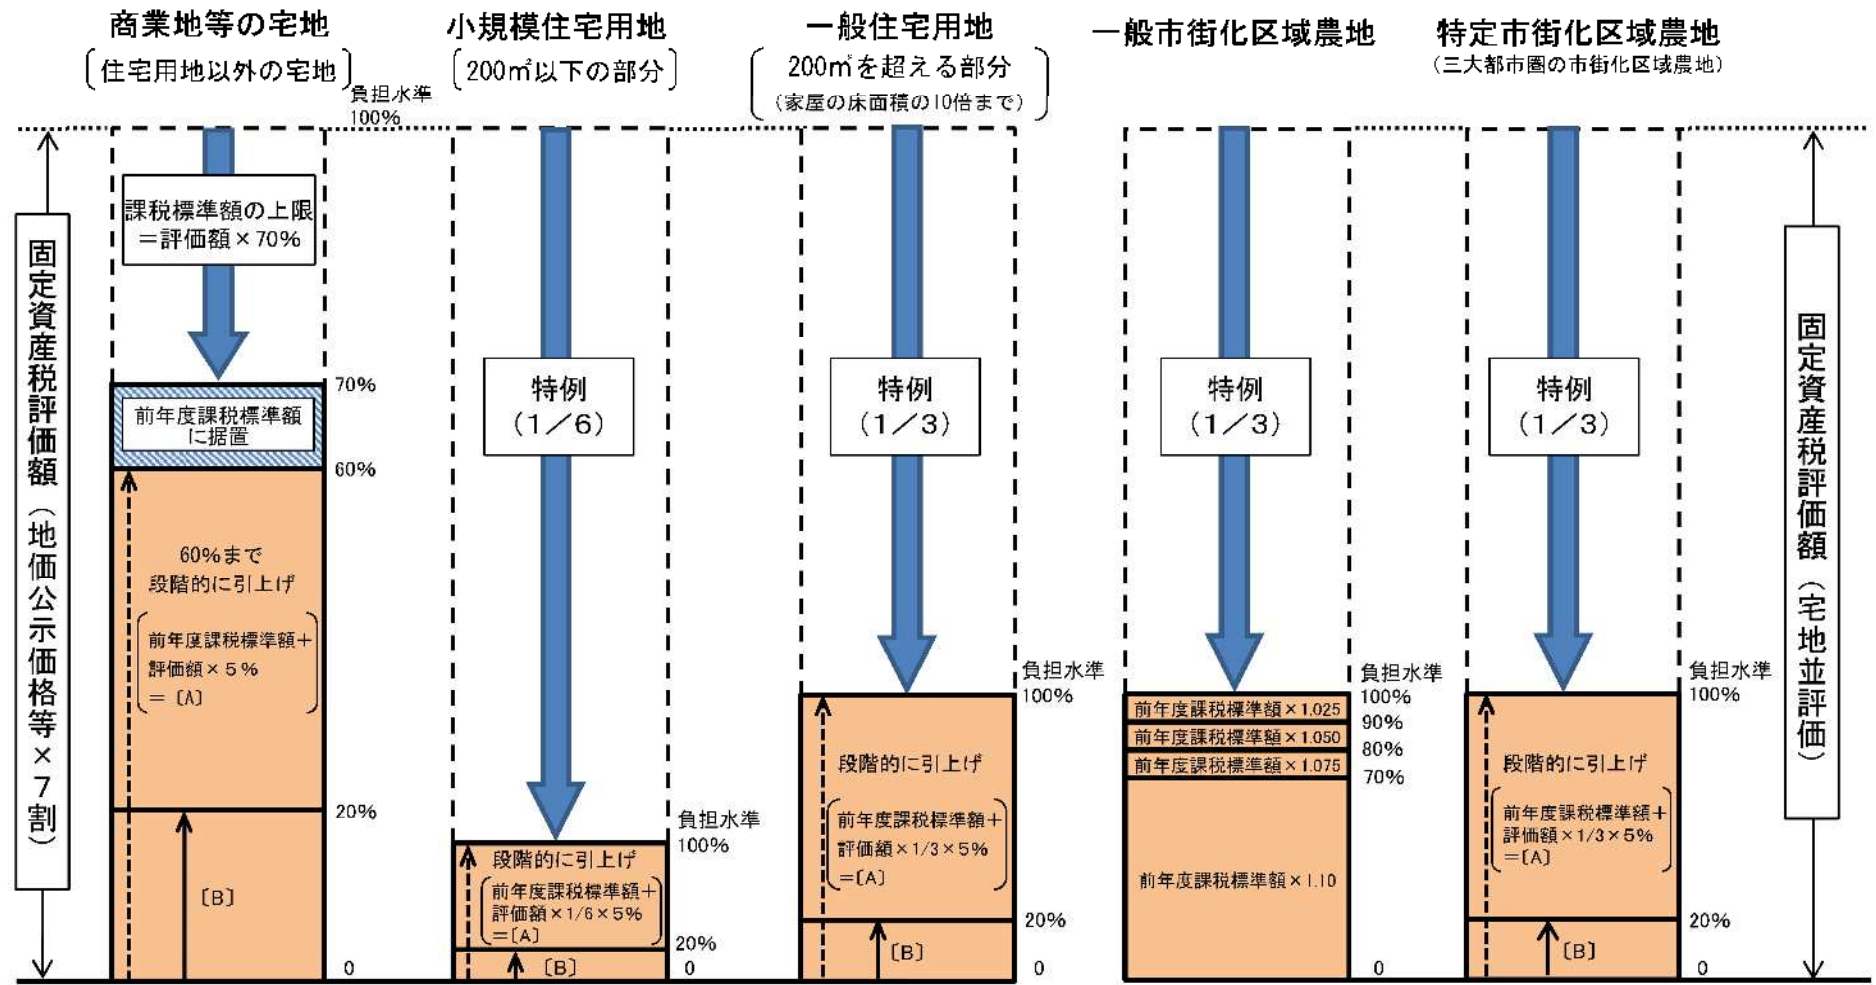 商業地等の宅地
〔住宅用地以外の宅地〕
負担水準
100%
課税標準額の上限
＝評価額×70%
70%
前年度課税標準額
に据置
60%
60%まで
段階的に引上げ
前年度課税標準額＋
評価額×５%
＝〔A〕
20%
〔B〕
0
固定資産税評価額（地価公示価格等×７割）
小規模住宅用地
〔200㎡以下の部分〕
特例
（１／６）
負担水準
100%
段階的に引上げ
前年度課税標準額＋
評価額×1/6×5%
＝〔A〕
20%
〔B〕
0
一般住宅用地
200㎡を超える部分
（家屋の床面積の10倍まで）
特例
（１／３）
負担水準
100%
段階的に引上げ
前年度課税標準額＋
評価額×1/3×5%
＝〔A〕
20%
〔B〕
0
一般市街化区域農地
特例
（１／３）
負担水準
100%
前年度課税標準額×1.025
90%
前年度課税標準額×1.050
80%
前年度課税標準額×1.075
70%
前年度課税標準額×1.10
0
特定市街化区域農地
（三大都市圏の市街化区域農地）
特例
（１／３）
負担水準
100%
段階的に引上げ
前年度課税標準額＋
評価額×1/3×5%
＝〔A〕
20%
〔B〕
0
固定資産税評価額（宅地並評価）